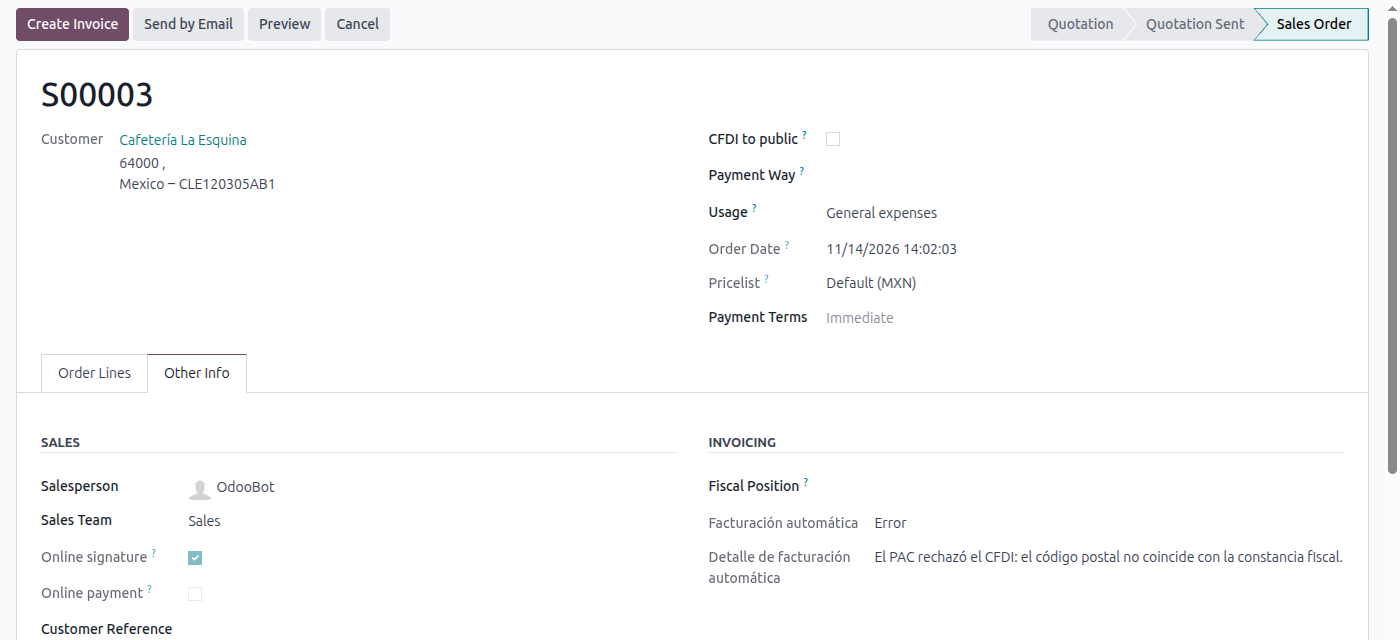 Create Invoice Send by Email Preview Cancel Quotation Quotation Sent Sales Order
S00003
Customer Cafetería La Esquina
64000 ,
Mexico – CLE120305AB1
CFDI to public ?
Payment Way ?
Usage ? General expenses
Order Date ? 11/14/2026 14:02:03
Pricelist ? Default (MXN)
Payment Terms Immediate
Order Lines Other Info
SALES
Salesperson OdooBot
Sales Team Sales
Online signature ?
Online payment ?
Customer Reference
INVOICING
Fiscal Position ?
Facturación automática Error
Detalle de facturación El PAC rechazó el CFDI: el código postal no coincide con la constancia fiscal.
automática